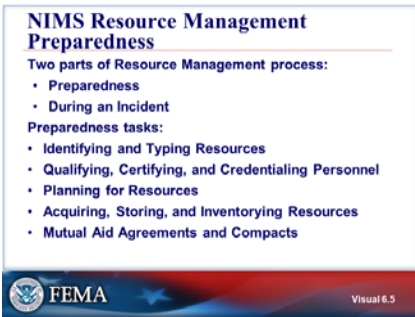 NIMS Resource Management
Preparedness
Two parts of Resource Management process:
• Preparedness
• During an Incident
Preparedness tasks:
• Identifying and Typing Resources
• Qualifying, Certifying, and Credentialing Personnel
• Planning for Resources
• Acquiring, Storing, and Inventorying Resources
• Mutual Aid Agreements and Compacts
FEMA
Visual 6.5